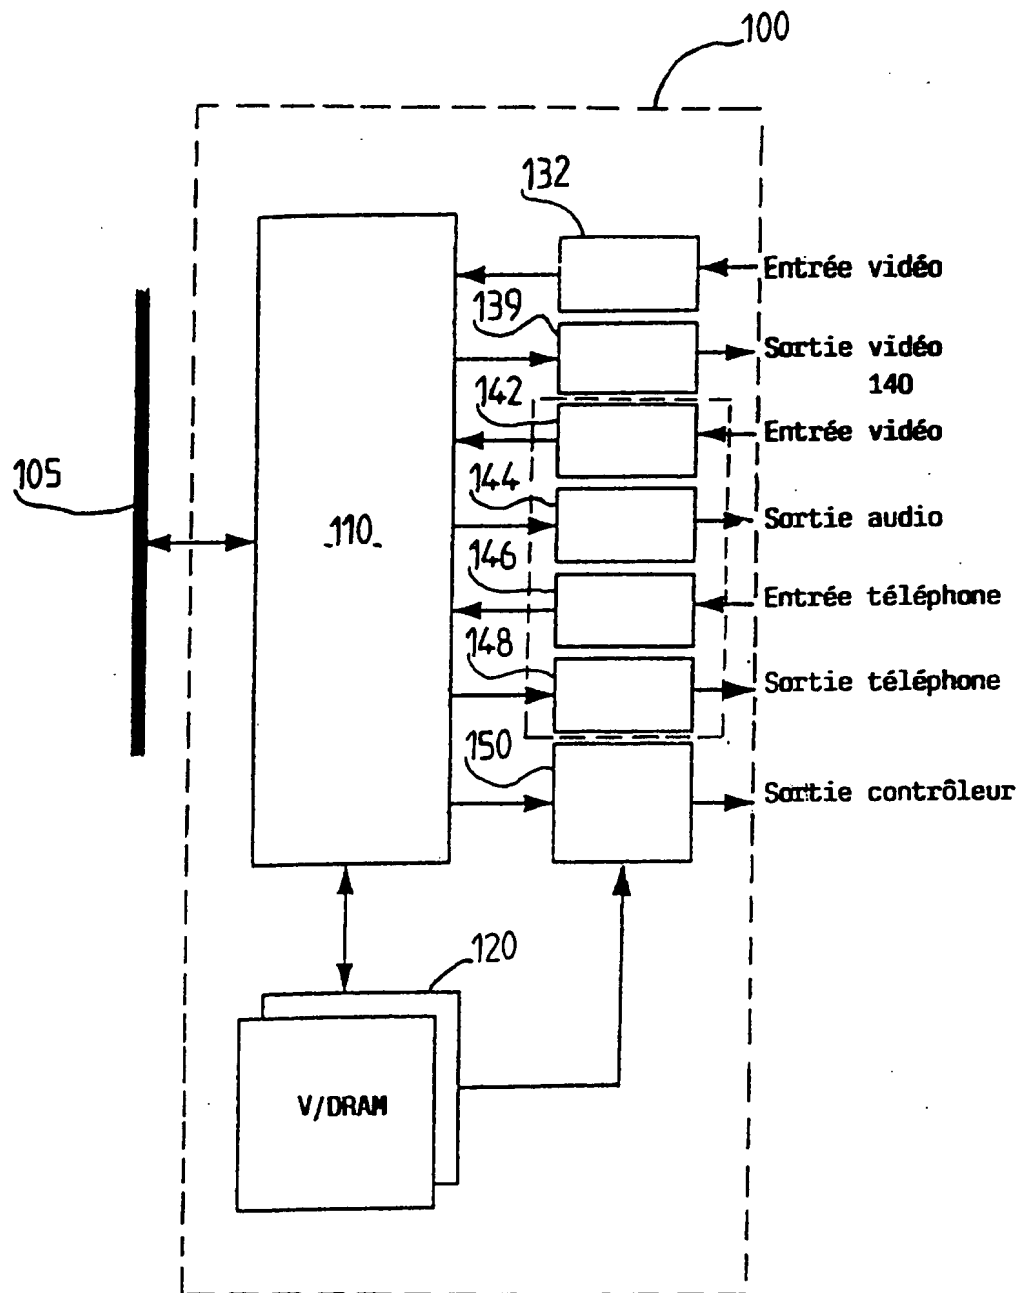 100
132
Entrée vidéo
139
Sortie vidéo
140
142
Entrée vidéo
105
144
Sortie audio
110
146
Entrée téléphone
148
Sortie téléphone
150
Sortie contrôleur
120
V/DRAM